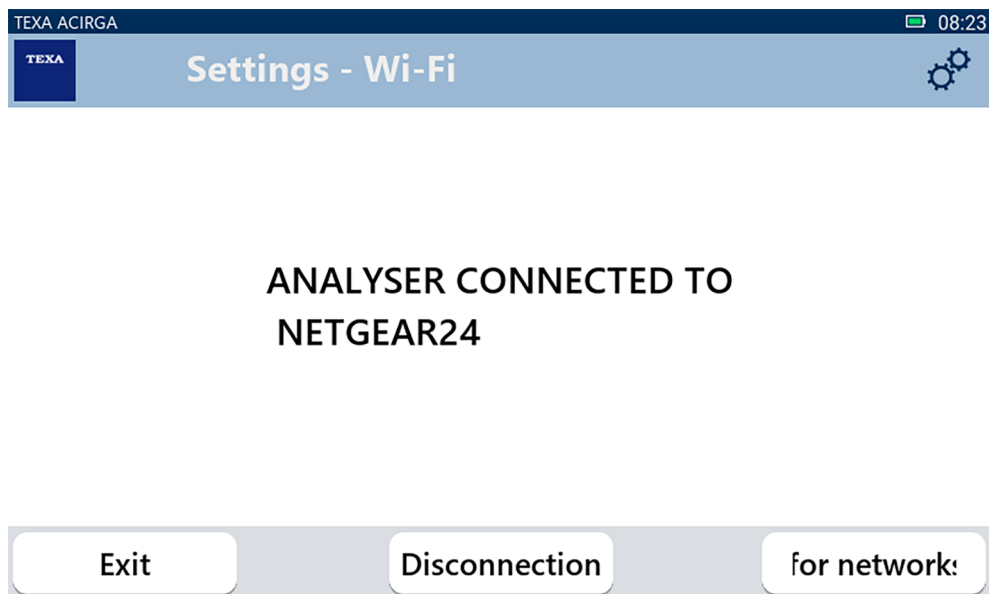 TEXA ACIRGA 08:23
TEXA Settings - Wi-Fi
ANALYSER CONNECTED TO
NETGEAR24
Exit Disconnection for networks